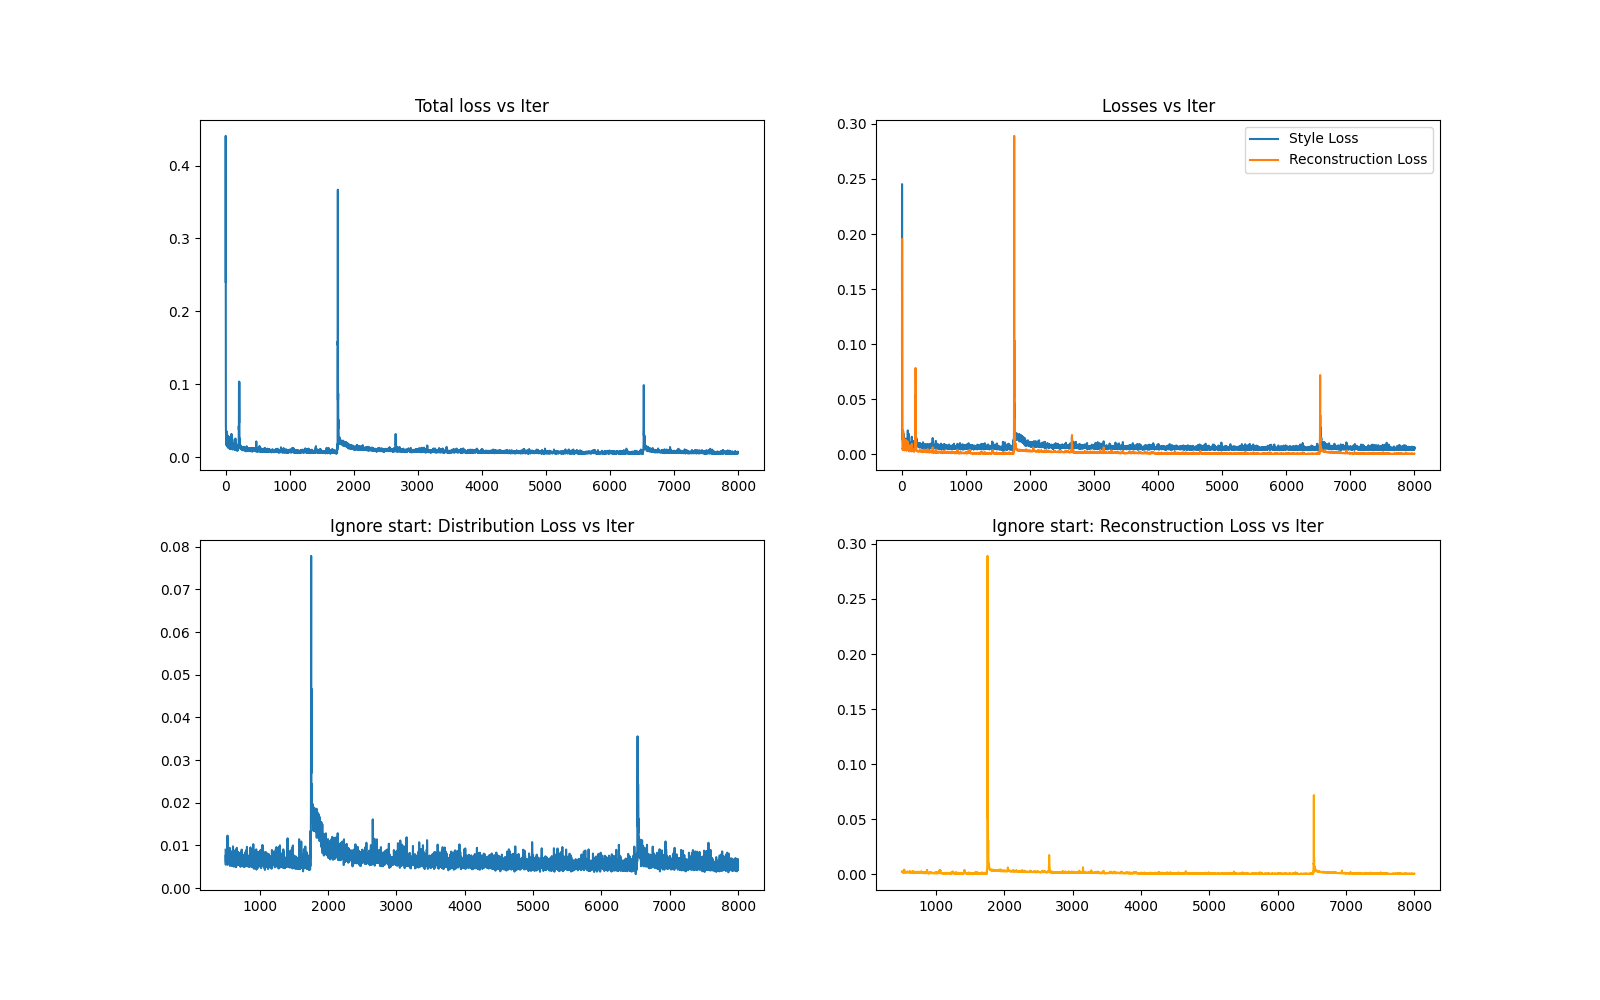 Total loss vs Iter
0.4
0.3
0.2
0.1
0.0
0 1000 2000 3000 4000 5000 6000 7000 8000
Losses vs Iter
Style Loss
Reconstruction Loss
0.30
0.25
0.20
0.15
0.10
0.05
0.00
0 1000 2000 3000 4000 5000 6000 7000 8000
Ignore start: Distribution Loss vs Iter
0.08
0.07
0.06
0.05
0.04
0.03
0.02
0.01
0.00
1000 2000 3000 4000 5000 6000 7000 8000
Ignore start: Reconstruction Loss vs Iter
0.30
0.25
0.20
0.15
0.10
0.05
0.00
1000 2000 3000 4000 5000 6000 7000 8000